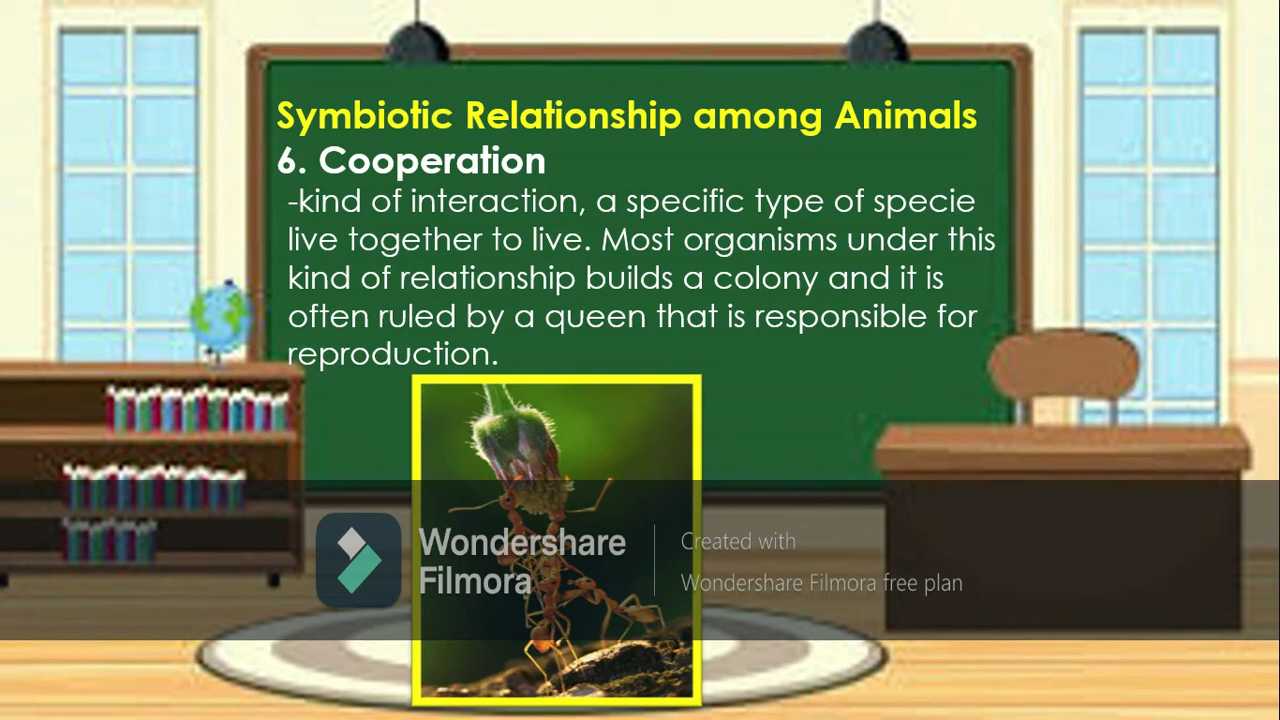 Symbiotic Relationship among Animals
6. Cooperation
-kind of interaction, a specific type of specie
live together to live. Most organisms under this
kind of relationship builds a colony and it is
often ruled by a queen that is responsible for
reproduction.
Wondershare
Filmora
Created with
Wondershare Filmora free plan